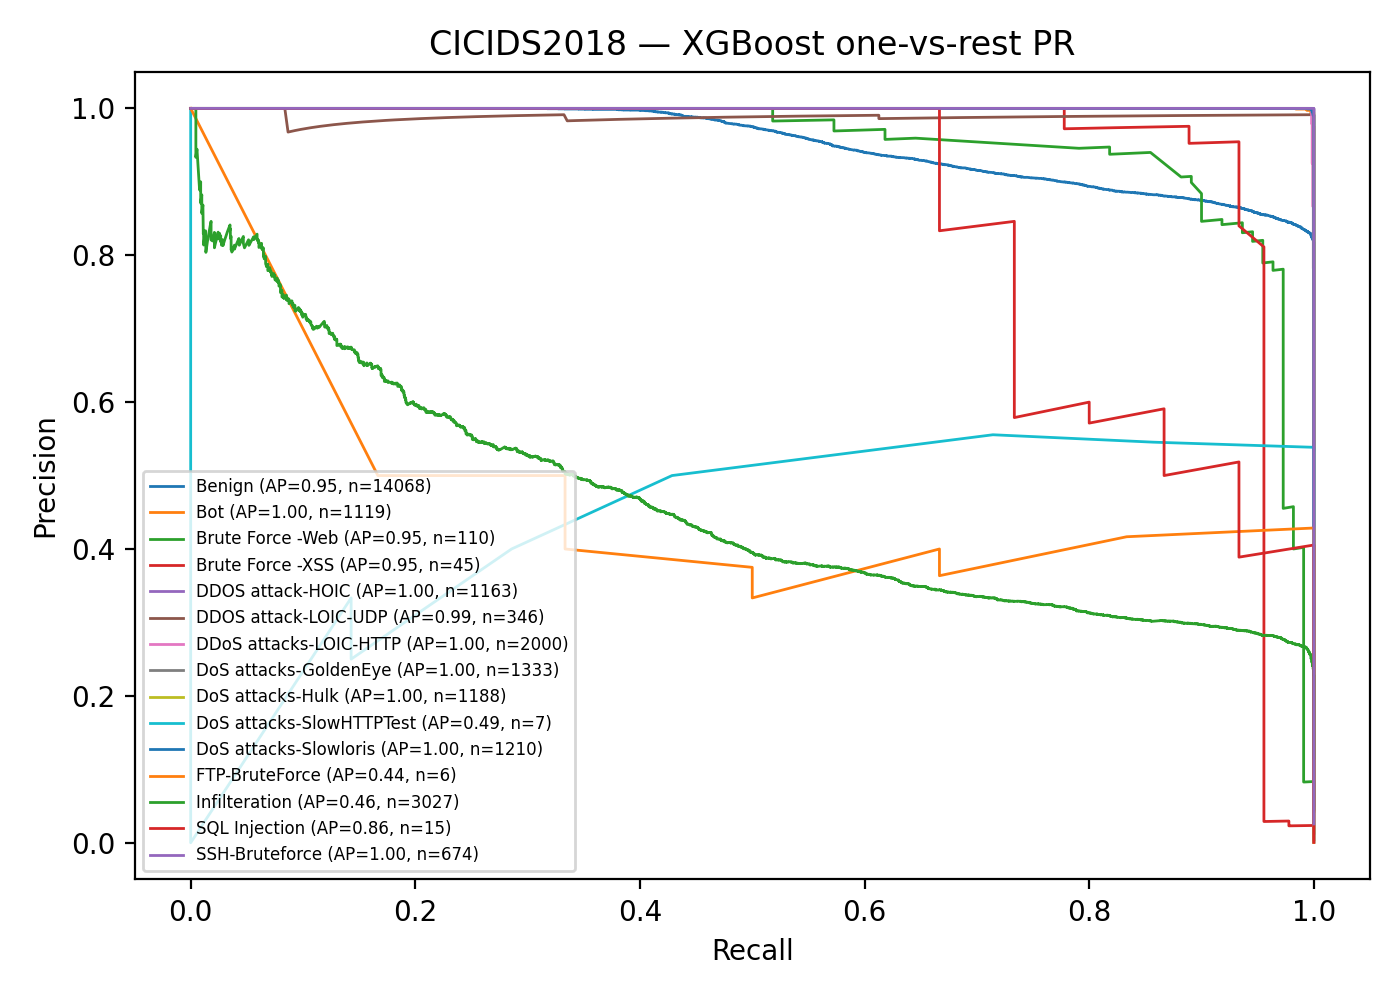 CICIDS2018 — XGBoost one-vs-rest PR
1.0
0.8
0.6
0.4
0.2
0.0
Precision
Benign (AP=0.95, n=14068)
Bot (AP=1.00, n=1119)
Brute Force -Web (AP=0.95, n=110)
Brute Force -XSS (AP=0.95, n=45)
DDOS attack-HOIC (AP=1.00, n=1163)
DDOS attack-LOIC-UDP (AP=0.99, n=346)
DDoS attacks-LOIC-HTTP (AP=1.00, n=2000)
DoS attacks-GoldenEye (AP=1.00, n=1333)
DoS attacks-Hulk (AP=1.00, n=1188)
DoS attacks-SlowHTTPTest (AP=0.49, n=7)
DoS attacks-Slowloris (AP=1.00, n=1210)
FTP-BruteForce (AP=0.44, n=6)
Infilteration (AP=0.46, n=3027)
SQL Injection (AP=0.86, n=15)
SSH-Bruteforce (AP=1.00, n=674)
0.0 0.2 0.4 0.6 0.8 1.0
Recall